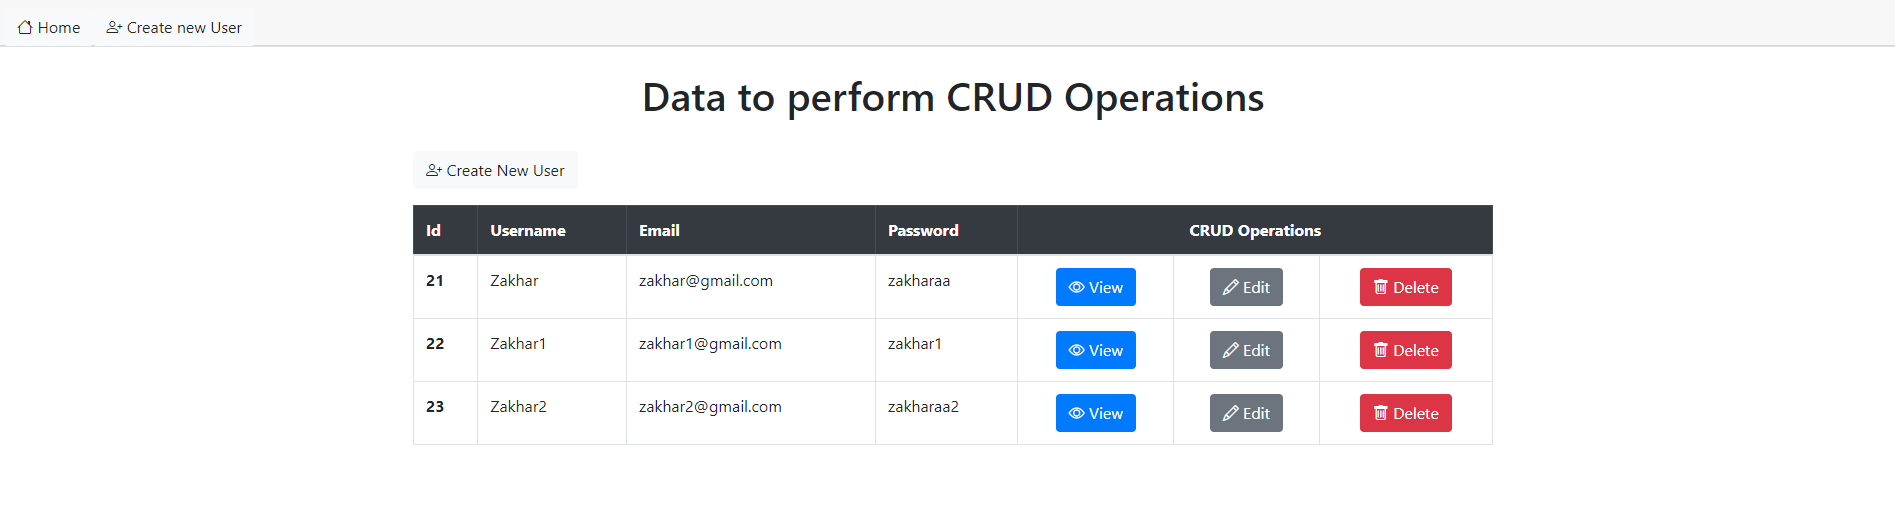 Home Create new User
Data to perform CRUD Operations
Create New User
Id Username Email Password CRUD Operations
21 Zakhar zakhar@gmail.com zakharaa View Edit Delete
22 Zakhar1 zakhar1@gmail.com zakhar1 View Edit Delete
23 Zakhar2 zakhar2@gmail.com zakharaa2 View Edit Delete